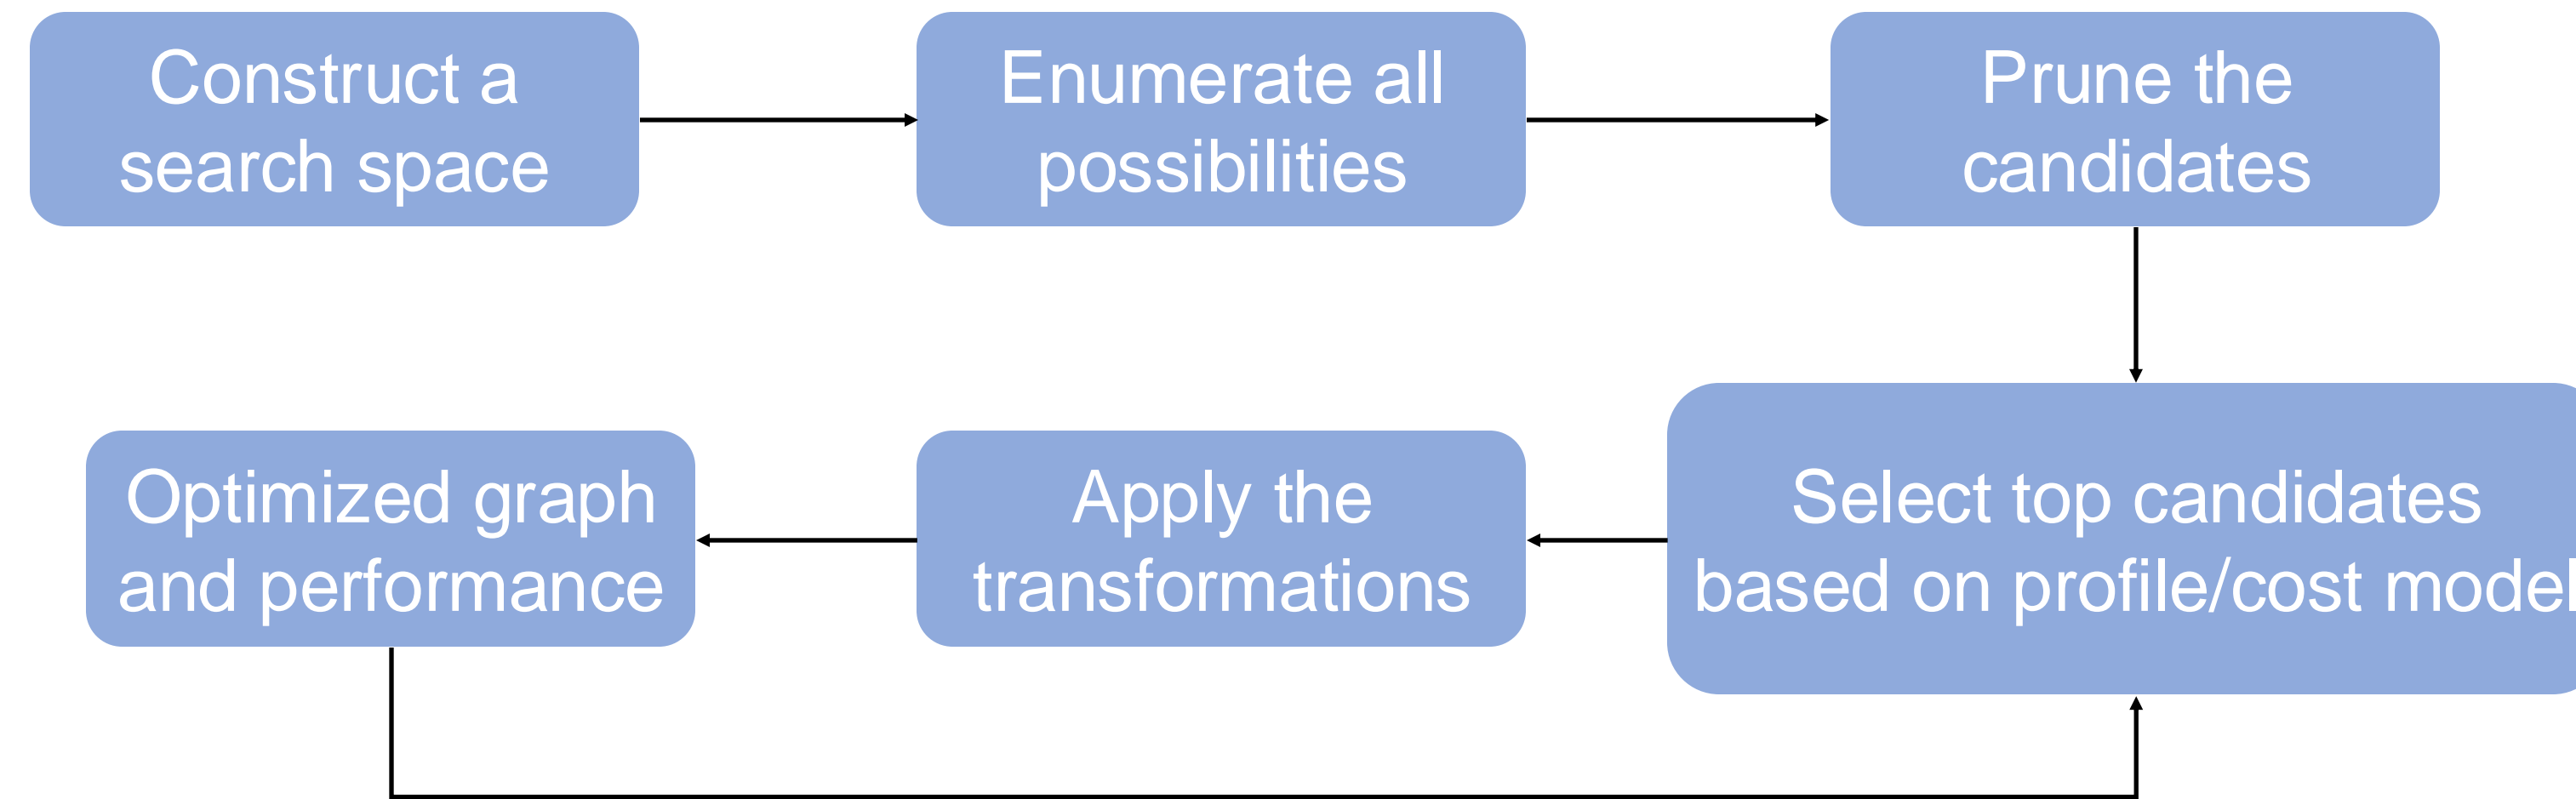 Construct a
search space
Enumerate all
possibilities
Prune the
candidates
Optimized graph
and performance
Apply the
transformations
Select top candidates
based on profile/cost model